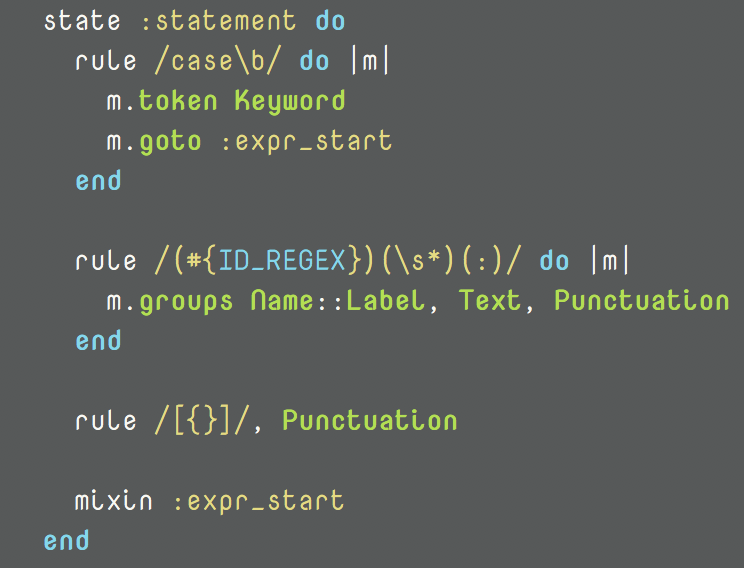 state :statement do
  rule /case\b/ do |m|
    m.token Keyword
    m.goto :expr_start
  end

  rule /(#{ID_REGEX})(\s*)(:)/ do |m|
    m.groups Name::Label, Text, Punctuation
  end

  rule /[{}]/, Punctuation

  mixin :expr_start
end